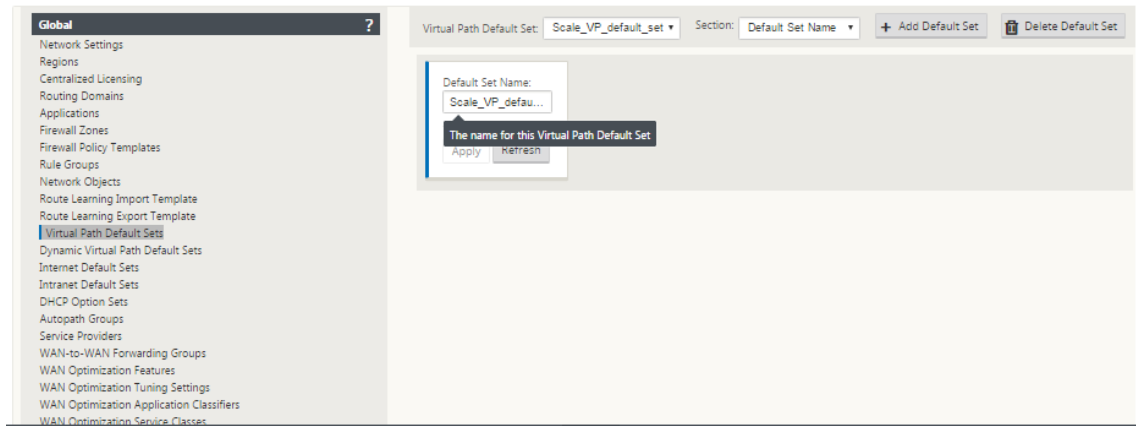 Global ?
Network Settings
Regions
Centralized Licensing
Routing Domains
Applications
Firewall Zones
Firewall Policy Templates
Rule Groups
Network Objects
Route Learning Import Template
Route Learning Export Template
Virtual Path Default Sets
Dynamic Virtual Path Default Sets
Internet Default Sets
Intranet Default Sets
DHCP Option Sets
Autopath Groups
Service Providers
WAN-to-WAN Forwarding Groups
WAN Optimization Features
WAN Optimization Tuning Settings
WAN Optimization Application Classifiers
WAN Optimization Service Classes
Virtual Path Default Set: Scale_VP_default_set Section: Default Set Name + Add Default Set Delete Default Set
Default Set Name:
Scale_VP_defau...
The name for this Virtual Path Default Set
Apply Refresh